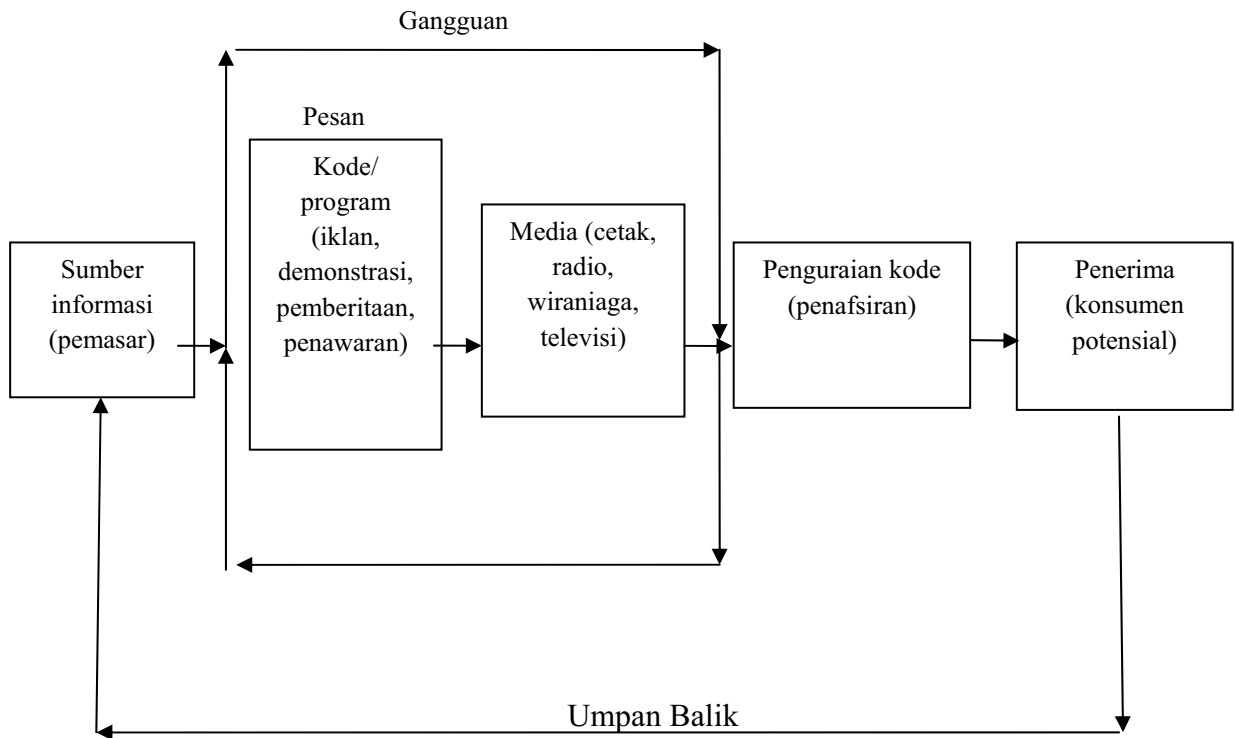 Gangguan
Pesan
Kode/
program
(iklan,
demonstrasi,
pemberitaan,
penawaran)
Media (cetak,
radio,
wiraniaga,
televisi)
Sumber
informasi
(pemasar)
Penguraian kode
(penafsiran)
Penerima
(konsumen
potensial)
Umpan Balik